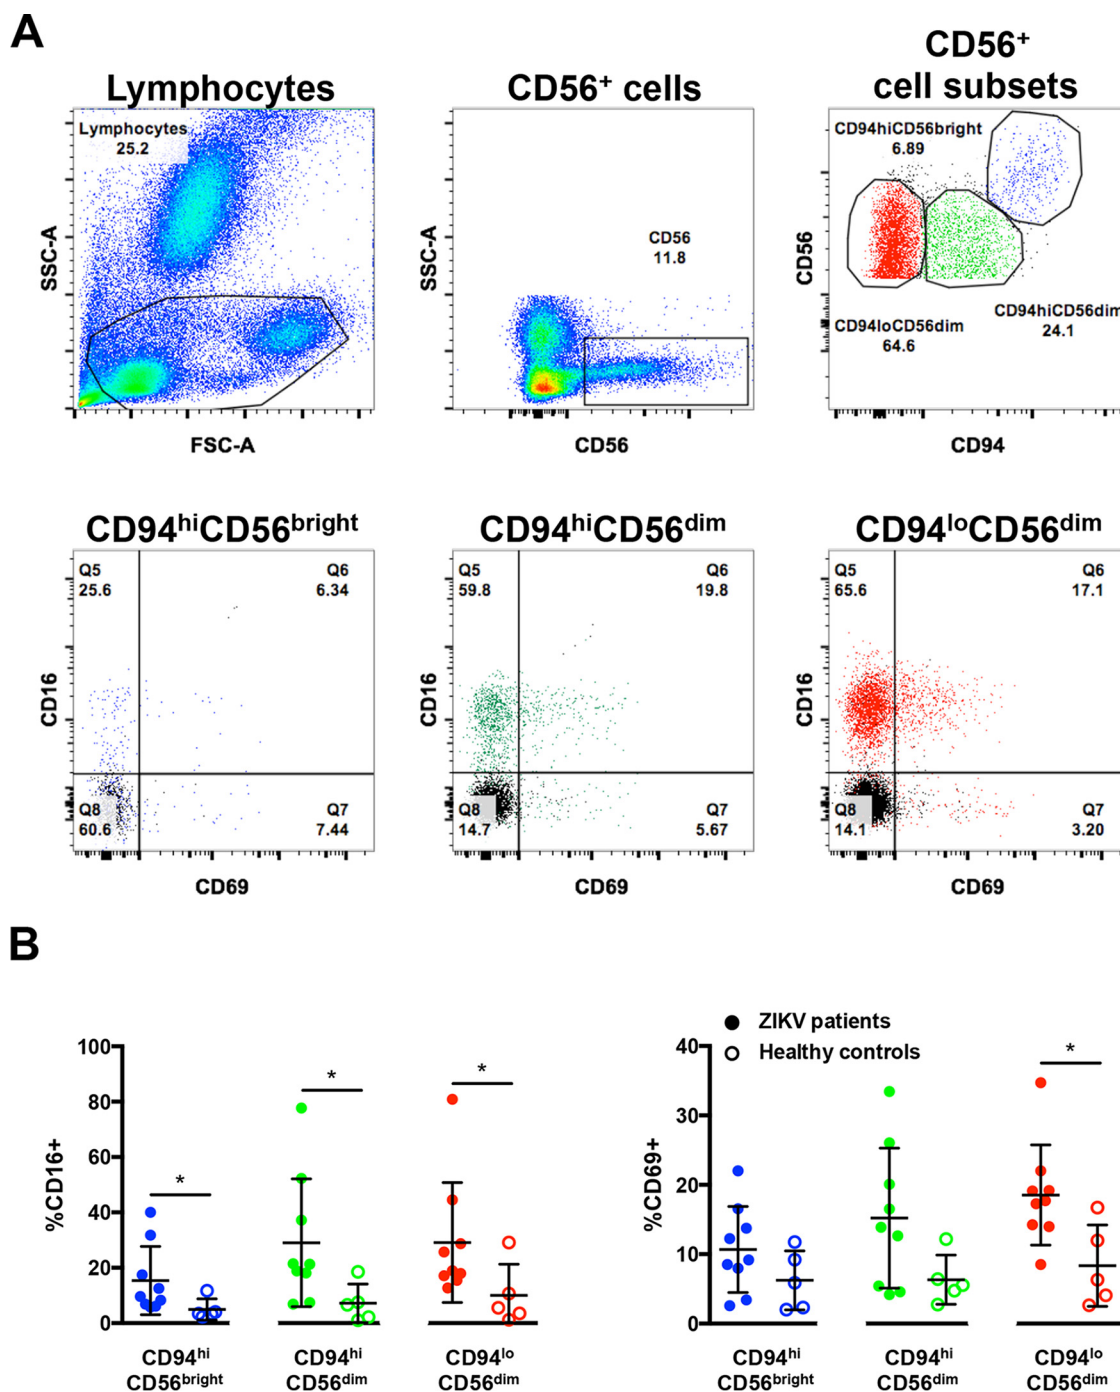 A
Lymphocytes
CD56⁺ cells
CD56⁺
cell subsets
Lymphocytes
25.2
SSC-A
FSC-A
CD56
11.8
SSC-A
CD56
CD94hiCD56bright
6.89
CD94loCD56dim
64.6
CD94hiCD56dim
24.1
CD56
CD94
CD94ʰⁱCD56ᵇʳⁱᵍʰᵗ
CD94ʰⁱCD56ᵈⁱᵐ
CD94ˡᵒCD56ᵈⁱᵐ
Q5
25.6
Q6
6.34
Q8
60.6
Q7
7.44
CD16
CD69
Q5
59.8
Q6
19.8
Q8
14.7
Q7
5.67
CD16
CD69
Q5
65.6
Q6
17.1
Q8
14.1
Q7
3.20
CD16
CD69
B
%CD16+
100
80
60
40
20
0
*
*
*
CD94ʰⁱ
CD56ᵇʳⁱᵍʰᵗ
CD94ʰⁱ
CD56ᵈⁱᵐ
CD94ˡᵒ
CD56ᵈⁱᵐ
ZIKV patients
Healthy controls
%CD69+
40
30
20
10
0
*
CD94ʰⁱ
CD56ᵇʳⁱᵍʰᵗ
CD94ʰⁱ
CD56ᵈⁱᵐ
CD94ˡᵒ
CD56ᵈⁱᵐ